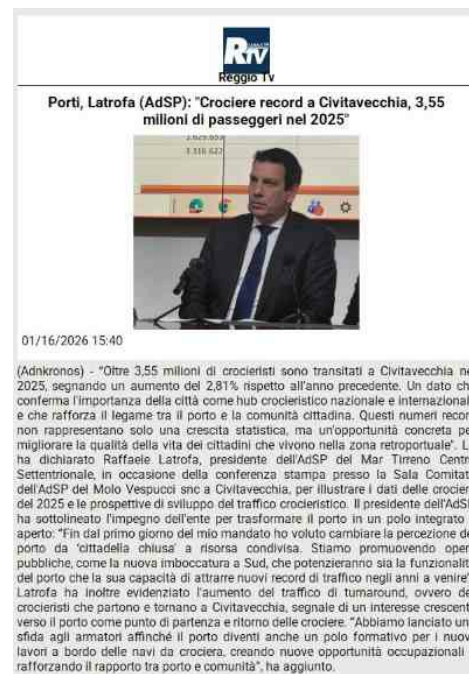 RTV
Reggio Tv
Porti, Latrofa (AdSP): "Crociere record a Civitavecchia, 3,55
milioni di passeggeri nel 2025"
3.316.627
01/16/2026 15:40
(Adnkronos) - "Oltre 3,55 milioni di crocieristi sono transitati a Civitavecchia ne
2025, segnando un aumento del 2,81% rispetto all'anno precedente. Un dato ch
conferma l'importanza della città come hub crocieristico nazionale e internazional
e che rafforza il legame tra il porto e la comunità cittadina. Questi numeri recor
non rappresentano solo una crescita statistica, ma un'opportunità concreta pe
migliorare la qualità della vita dei cittadini che vivono nella zona retroportuale". L
ha dichiarato Raffaele Latrofa, presidente dell'AdSP del Mar Tirreno Centr
Settentrionale, in occasione della conferenza stampa presso la Sala Comitat
dell'AdSP del Molo Vespucci snc a Civitavecchia, per illustrare i dati delle crocier
del 2025 e le prospettive di sviluppo del traffico crocieristico. Il presidente dell'AdS
ha sottolineato l'impegno dell'ente per trasformare il porto in un polo integrato
aperto: "Fin dal primo giorno del mio mandato ho voluto cambiare la percezione de
porto da 'cittadella chiusa' a risorsa condivisa. Stiamo promuovendo oper
pubbliche, come la nuova imboccatura a Sud, che potenzieranno sia la funzionalit
del porto che la sua capacità di attrarre nuovi record di traffico negli anni a venire"
Latrofa ha inoltre evidenziato l'aumento del traffico di turnaround, ovvero de
crocieristi che partono e tornano a Civitavecchia, segnale di un interesse crescent
verso il porto come punto di partenza e ritorno delle crociere. "Abbiamo lanciato un
sfida agli armatori affinché il porto diventi anche un polo formativo per i nuov
lavori a bordo delle navi da crociera, creando nuove opportunità occupazionali
rafforzando il rapporto tra porto e comunità", ha aggiunto.